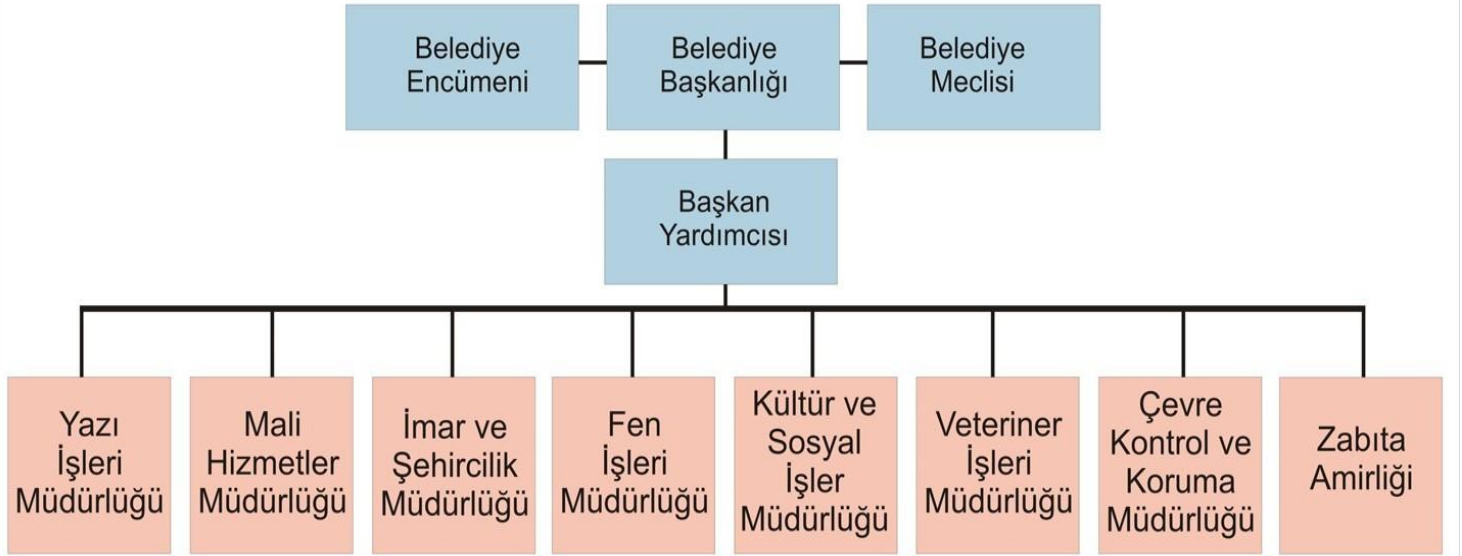 Belediye
Encümeni
Belediye
Başkanlığı
Belediye
Meclisi
Başkan
Yardımcısı
Yazı
İşleri
Müdürlüğü
Mali
Hizmetler
Müdürlüğü
İmar ve
Şehircilik
Müdürlüğü
Fen
İşleri
Müdürlüğü
Kültür ve
Sosyal
İşler
Müdürlüğü
Veteriner
İşleri
Müdürlüğü
Çevre
Kontrol ve
Koruma
Müdürlüğü
Zabıta
Amirliği